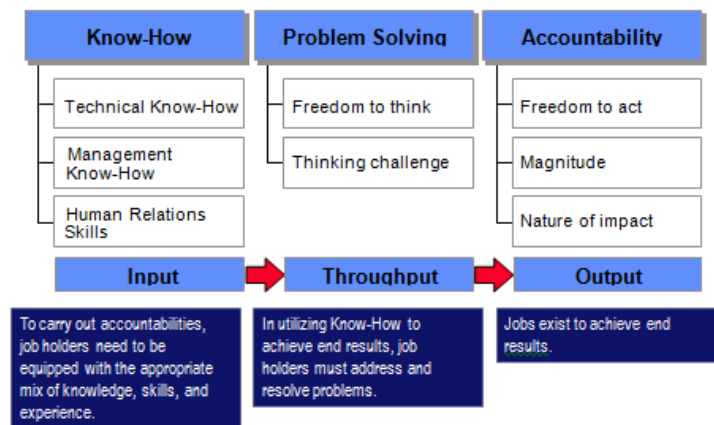 Know-How
Technical Know-How
Management
Know-How
Human Relations
Skills
Input
To carry out accountabilities,
job holders need to be
equipped with the appropriate
mix of knowledge, skills, and
experience.
Problem Solving
Freedom to think
Thinking challenge
Throughput
In utilizing Know-How to
achieve end results, job
holders must address and
resolve problems.
Accountability
Freedom to act
Magnitude
Nature of impact
Output
Jobs exist to achieve end
results.